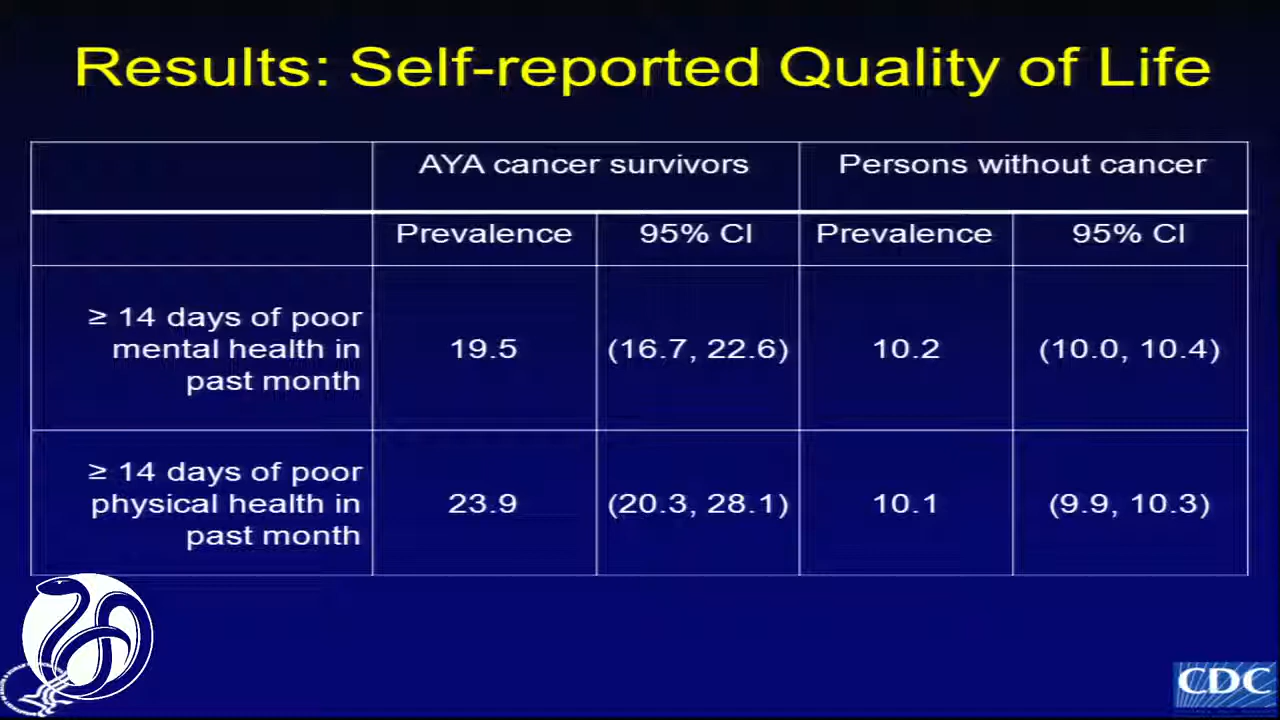 Results: Self-reported Quality of Life
AYA cancer survivors
Persons without cancer
Prevalence
95% CI
Prevalence
95% CI
≥ 14 days of poor
mental health in
past month
19.5
(16.7, 22.6)
10.2
(10.0, 10.4)
≥ 14 days of poor
physical health in
past month
23.9
(20.3, 28.1)
10.1
(9.9, 10.3)
CDC